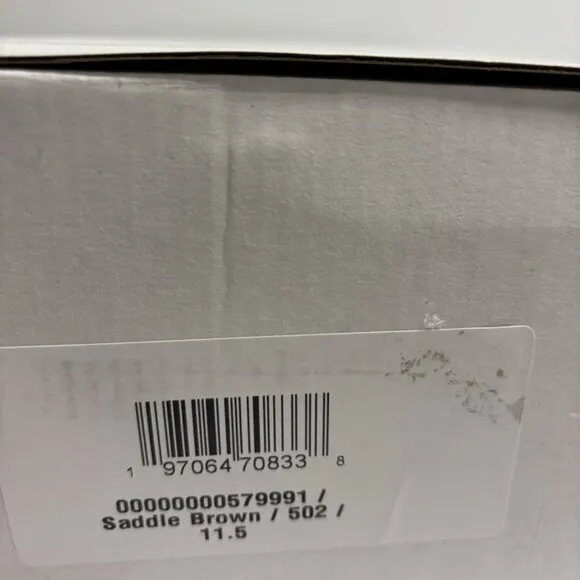 1 97064 70833 8
00000000579991 /
Saddle Brown / 502 /
11.5